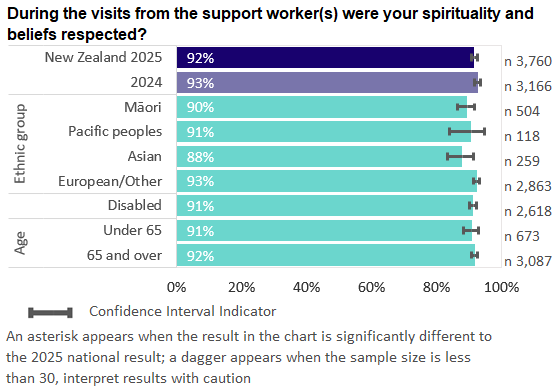 During the visits from the support worker(s) were your spirituality and
beliefs respected?
New Zealand 2025 92% n 3,760
2024 93% n 3,166
Ethnic group
Māori 90% n 504
Pacific peoples 91% n 118
Asian 88% n 259
European/Other 93% n 2,863
Disabled 91% n 2,618
Age
Under 65 91% n 673
65 and over 92% n 3,087
0% 20% 40% 60% 80% 100%
Confidence Interval Indicator
An asterisk appears when the result in the chart is significantly different to
the 2025 national result; a dagger appears when the sample size is less
than 30, interpret results with caution